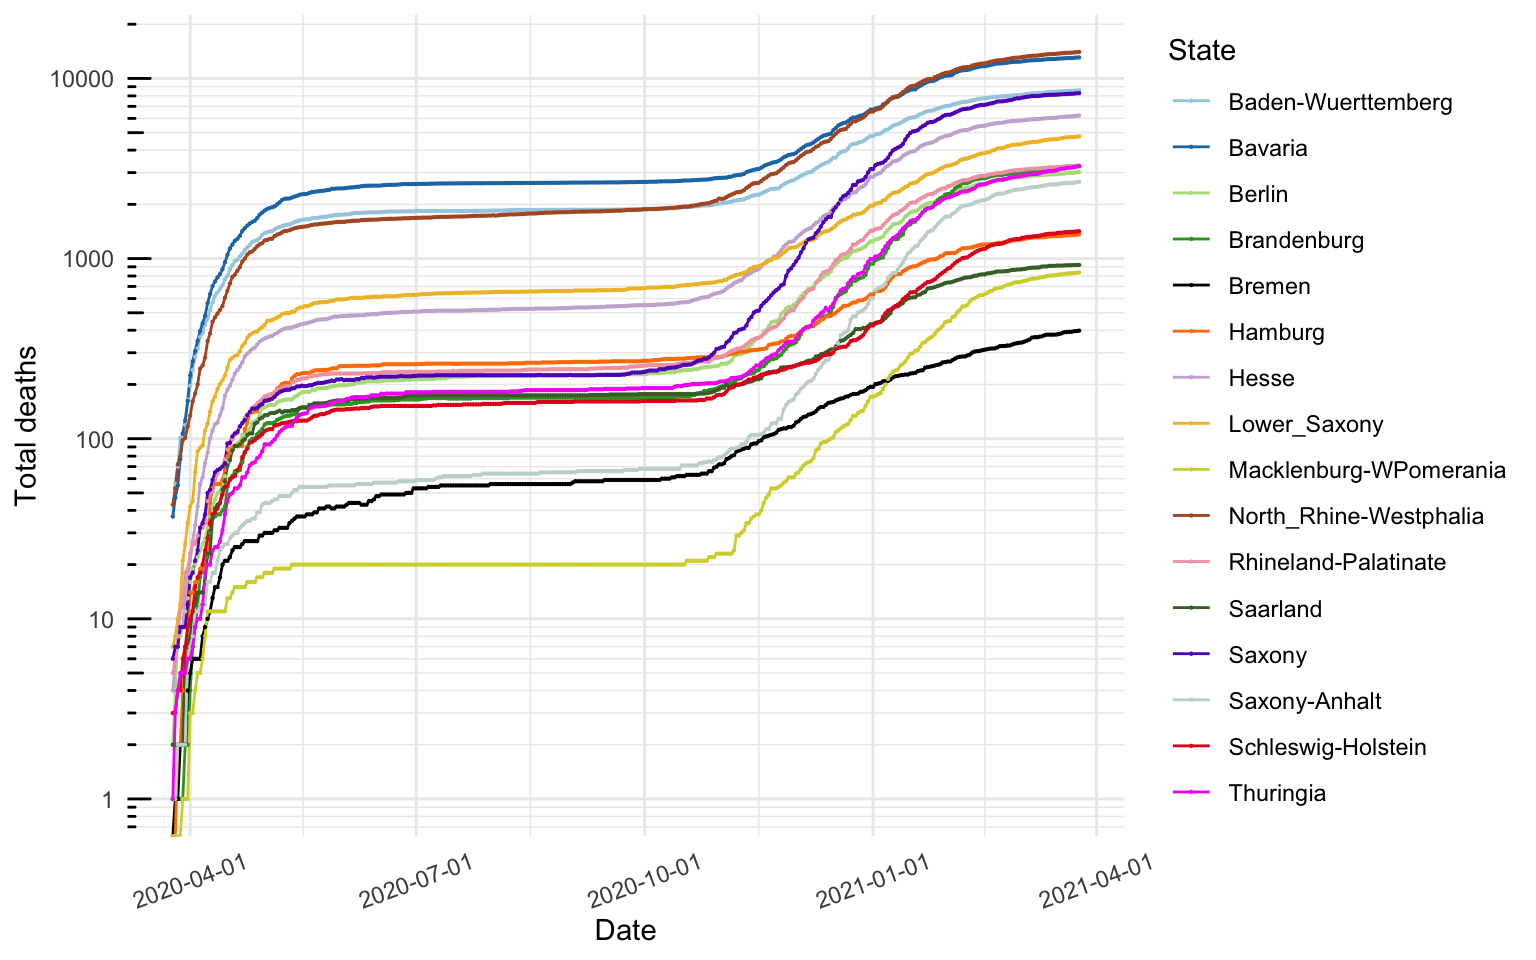 State
Baden-Wuerttemberg
Bavaria
Berlin
Brandenburg
Bremen
Hamburg
Hesse
Lower_Saxony
Macklenburg-WPomerania
North_Rhine-Westphalia
Rhineland-Palatinate
Saarland
Saxony
Saxony-Anhalt
Schleswig-Holstein
Thuringia
Total deaths
10000
1000
100
10
1
2020-04-01
2020-07-01
2020-10-01
2021-01-01
2021-04-01
Date